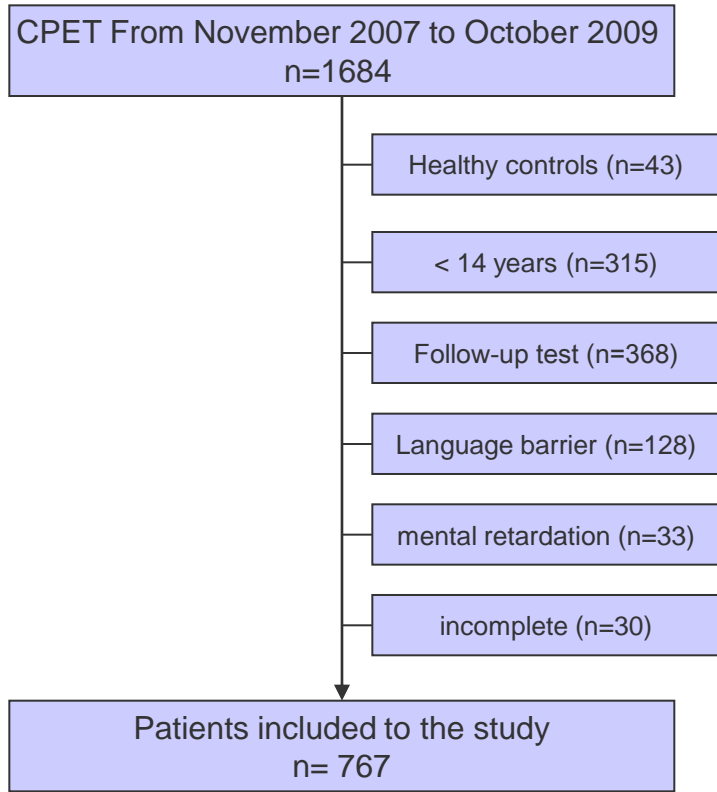 CPET From November 2007 to October 2009
n=1684
Healthy controls (n=43)
< 14 years (n=315)
Follow-up test (n=368)
Language barrier (n=128)
mental retardation (n=33)
incomplete (n=30)
Patients included to the study
n= 767